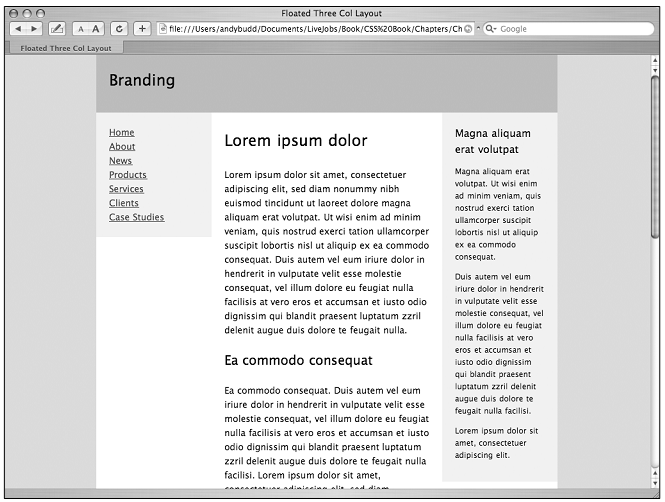 Floated Three Col Layout
A A
file:///Users/andybudd/Documents/LiveJobs/Book/CSS%20Book/Chapters/Ch
Google
Floated Three Col Layout
Branding
Home
About
News
Products
Services
Clients
Case Studies
Lorem ipsum dolor
Lorem ipsum dolor sit amet, consectetuer
adipiscing elit, sed diam nonummy nibh
euismod tincidunt ut laoreet dolore magna
aliquam erat volutpat. Ut wisi enim ad minim
veniam, quis nostrud exerci tation ullamcorper
suscipit lobortis nisl ut aliquip ex ea commodo
consequat. Duis autem vel eum iriure dolor in
hendrerit in vulputate velit esse molestie
consequat, vel illum dolore eu feugiat nulla
facilisis at vero eros et accumsan et iusto odio
dignissim qui blandit praesent luptatum zzril
delenit augue duis dolore te feugait nulla.
Ea commodo consequat
Ea commodo consequat. Duis autem vel eum
iriure dolor in hendrerit in vulputate velit esse
molestie consequat, vel illum dolore eu feugiat
nulla facilisis at vero eros et accumsan et iusto
odio dignissim qui blandit praesent luptatum
zzril delenit augue duis dolore te feugait nulla
facilisi. Lorem ipsum dolor sit amet,
consectetuer adipiscing elit, sed diam
Magna aliquam
erat volutpat
Magna aliquam erat
volutpat. Ut wisi enim
ad minim veniam, quis
nostrud exerci tation
ullamcorper suscipit
lobortis nisl ut aliquip
ex ea commodo
consequat.
Duis autem vel eum
iriure dolor in hendrerit
in vulputate velit esse
molestie consequat, vel
illum dolore eu feugiat
nulla facilisis at vero
eros et accumsan et
iusto odio dignissim
qui blandit praesent
luptatum zzril delenit
augue duis dolore te
feugait nulla facilisi.
Lorem ipsum dolor sit
amet, consectetuer
adipiscing elit.